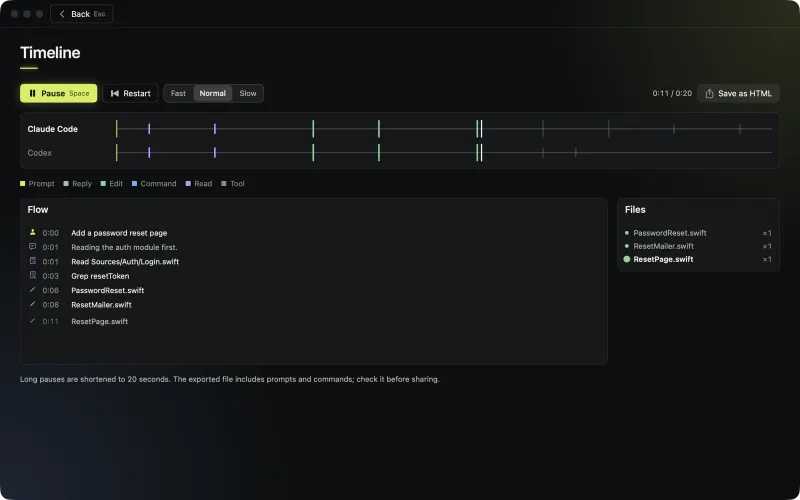 Back Esc
Timeline
Pause Space Restart Fast Normal Slow 0:11 / 0:20 Save as HTML
Claude Code
Codex
Prompt Reply Edit Command Read Tool
Flow
0:00 Add a password reset page
0:01 Reading the auth module first.
0:01 Read Sources/Auth/Login.swift
0:03 Grep resetToken
0:06 PasswordReset.swift
0:08 ResetMailer.swift
0:11 ResetPage.swift
Files
PasswordReset.swift ×1
ResetMailer.swift ×1
ResetPage.swift ×1
Long pauses are shortened to 20 seconds. The exported file includes prompts and commands; check it before sharing.